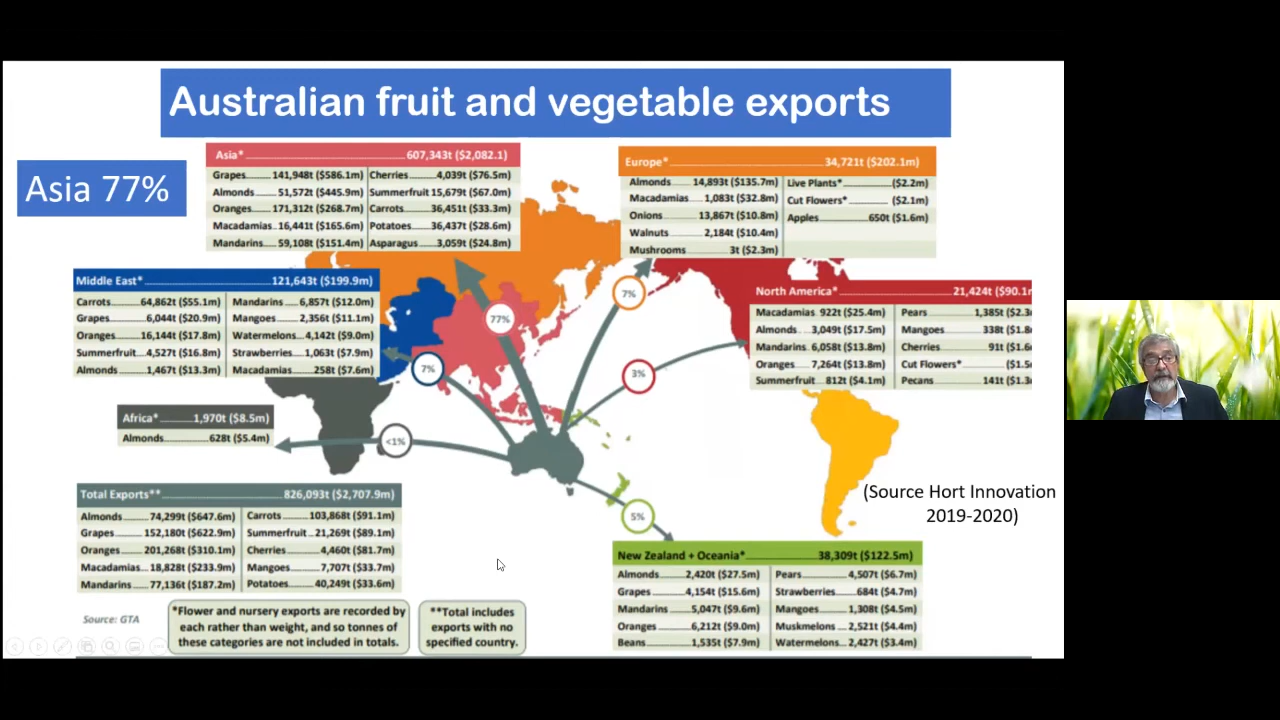 Australian fruit and vegetable exports
Asia 77%
Asia* 607,343t ($2,082.1)
Grapes 141,948t ($586.1m) Cherries 4,039t ($76.5m)
Almonds 51,572t ($445.9m) Summerfruit 15,679t ($67.0m)
Oranges 171,312t ($268.7m) Carrots 36,451t ($33.3m)
Macadamias 16,441t ($165.6m) Potatoes 36,437t ($28.6m)
Mandarins 59,108t ($151.4m) Asparagus 3,059t ($24.8m)
Europe* 34,721t ($202.1m)
Almonds 14,893t ($135.7m) Live Plants* ($2.2m)
Macadamias 1,083t ($32.8m) Cut Flowers* ($2.1m)
Onions 13,867t ($10.8m) Apples 650t ($1.6m)
Walnuts 2,184t ($10.4m)
Mushrooms 3t ($2.3m)
Middle East* 121,643t ($199.9m)
Carrots 64,862t ($55.1m) Mandarins 6,857t ($12.0m)
Grapes 6,044t ($20.9m) Mangoes 2,356t ($11.1m)
Oranges 16,144t ($17.8m) Watermelons 4,142t ($9.0m)
Summerfruit 4,527t ($16.8m) Strawberries 1,063t ($7.9m)
Almonds 1,467t ($13.3m) Macadamias 258t ($7.6m)
North America* 21,424t ($90.1m
Macadamias 922t ($25.4m) Pears 1,385t ($2.3
Almonds 3,049t ($17.5m) Mangoes 338t ($1.8
Mandarins 6,058t ($13.8m) Cherries 91t ($1.6
Oranges 7,264t ($13.8m) Cut Flowers* ($1.5
Summerfruit 812t ($4.1m) Pecans 141t ($1.3
77%
7%
3%
7%
<1%
5%
Africa* 1,970t ($8.5m)
Almonds 628t ($5.4m)
Total Exports** 826,093t ($2,707.9m)
Almonds 74,299t ($647.6m) Carrots 103,868t ($91.1m)
Grapes 152,180t ($622.9m) Summerfruit 21,269t ($89.1m)
Oranges 201,268t ($310.1m) Cherries 4,460t ($81.7m)
Macadamias 18,828t ($233.9m) Mangoes 7,707t ($33.7m)
Mandarins 77,136t ($187.2m) Potatoes 40,249t ($33.6m)
(Source Hort Innovation
2019-2020)
New Zealand + Oceania* 38,309t ($122.5m)
Almonds 2,420t ($27.5m) Pears 4,507t ($6.7m)
Grapes 4,154t ($15.6m) Strawberries 684t ($4.7m)
Mandarins 5,047t ($9.6m) Mangoes 1,308t ($4.5m)
Oranges 6,212t ($9.0m) Muskmelons 2,521t ($4.4m)
Beans 1,535t ($7.9m) Watermelons 2,427t ($3.4m)
Source: GTA
*Flower and nursery exports are recorded by
each rather than weight, and so tonnes of
these categories are not included in totals.
**Total includes
exports with no
specified country.